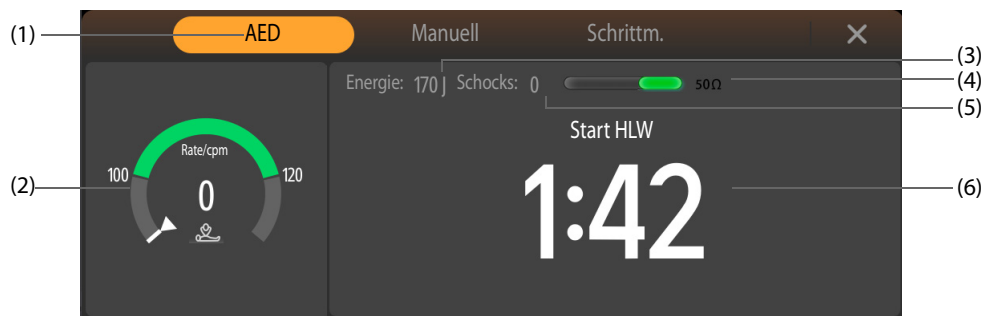 (1) AED Manuell Schrittm. ×
(3)
Energie: 170 J Schocks: 0 50Ω (4)
(5)
Start HLW
Rate/cpm
100 120
(2) 0 1:42 (6)